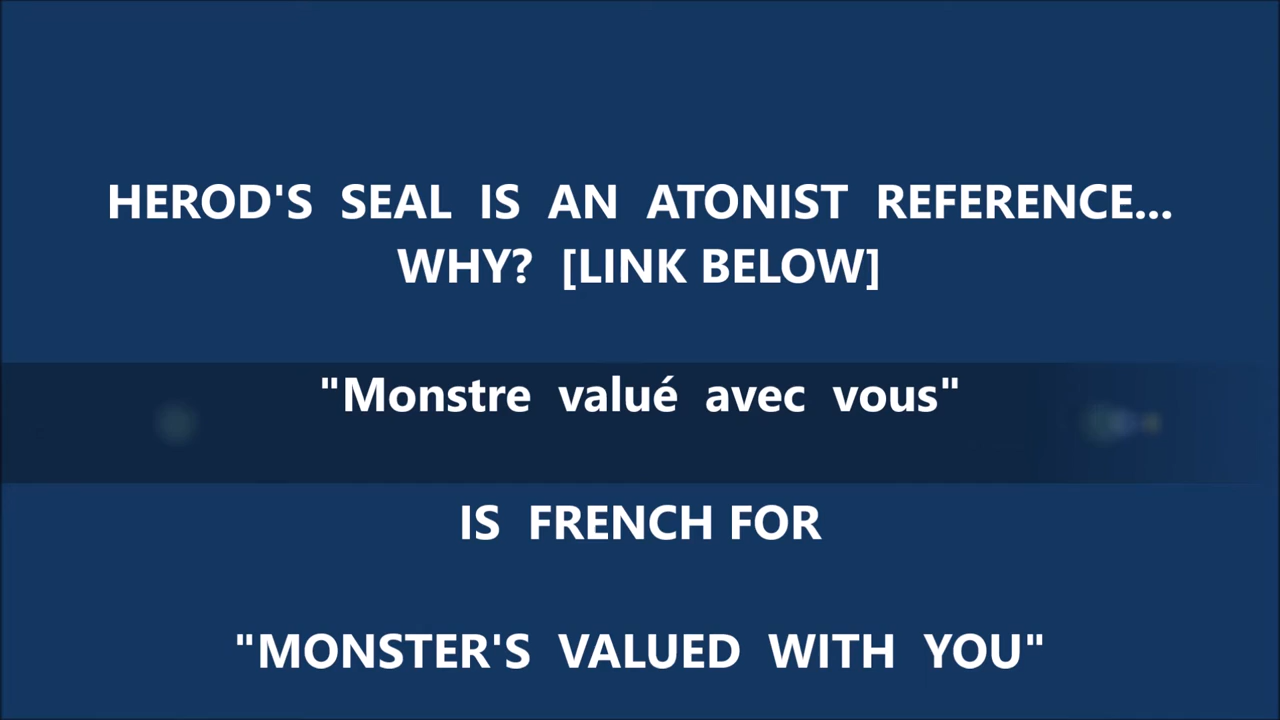 HEROD'S SEAL IS AN ATONIST REFERENCE...
WHY? [LINK BELOW]
"Monstre valué avec vous"
IS FRENCH FOR
"MONSTER'S VALUED WITH YOU"